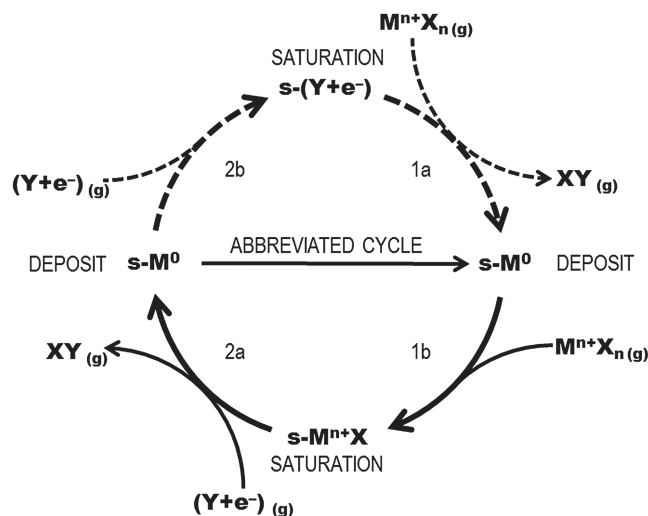 Mⁿ⁺Xₙ (g)
SATURATION
s-(Y+e⁻)
(Y+e⁻) (g)
2b
1a
XY (g)
ABBREVIATED CYCLE
DEPOSIT s-M⁰
s-M⁰ DEPOSIT
XY (g)
2a
1b
Mⁿ⁺Xₙ (g)
s-Mⁿ⁺X
SATURATION
(Y+e⁻) (g)